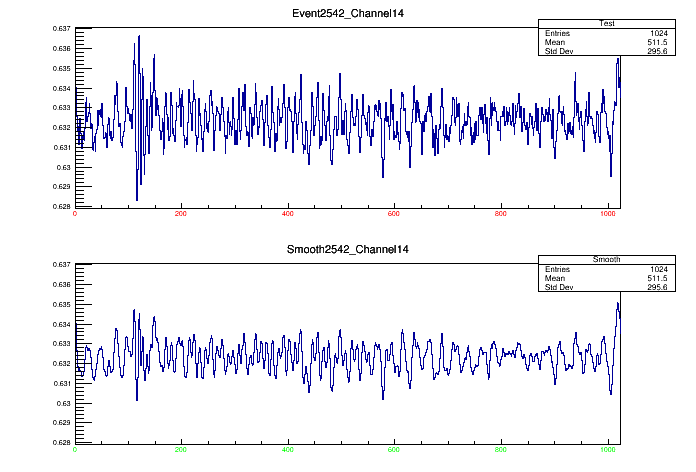 Event2542_Channel14
Test
Entries 1024
Mean 511.5
Std Dev 295.6
0.637
0.636
0.635
0.634
0.633
0.632
0.631
0.63
0.629
0.628
0 200 400 600 800 1000
Smooth2542_Channel14
Smooth
Entries 1024
Mean 511.5
Std Dev 295.6
0.637
0.636
0.635
0.634
0.633
0.632
0.631
0.63
0.629
0.628
0 200 400 600 800 1000